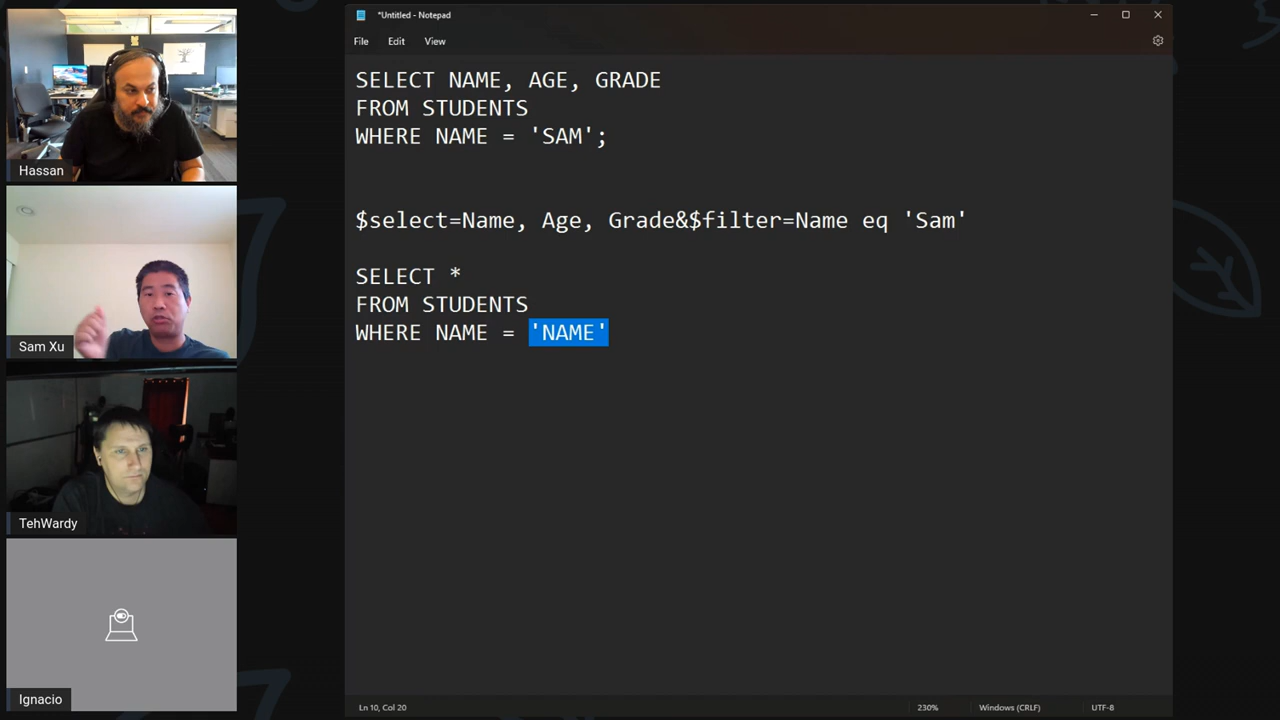 Hassan
Sam Xu
TehWardy
Ignacio
*Untitled - Notepad
File Edit View
SELECT NAME, AGE, GRADE
FROM STUDENTS
WHERE NAME = 'SAM';
$select=Name, Age, Grade&$filter=Name eq 'Sam'
SELECT *
FROM STUDENTS
WHERE NAME = 'NAME'
Ln 10, Col 20 230% Windows (CRLF) UTF-8